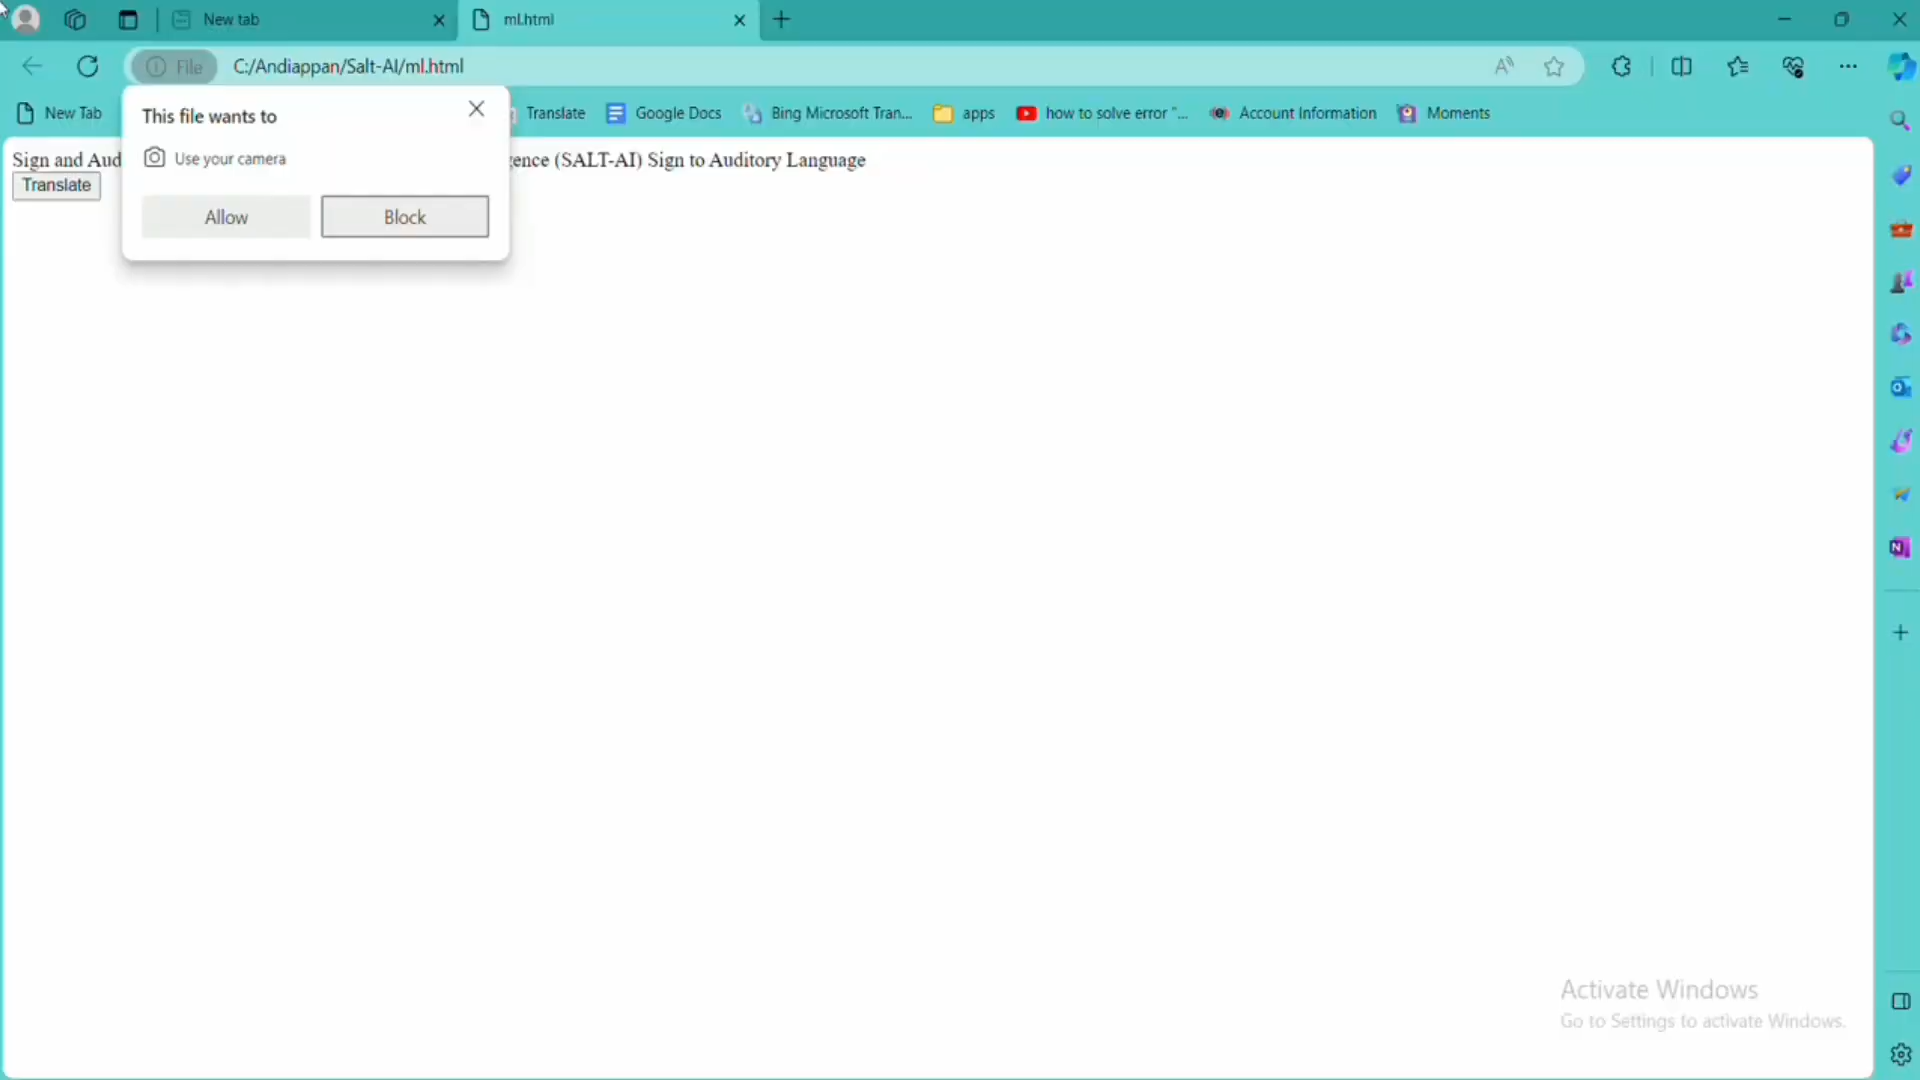 New tab
ml.html
File
C:/Andiappan/Salt-AI/ml.html
New Tab
Translate
Google Docs
Bing Microsoft Tran...
apps
how to solve error "...
Account Information
Moments
This file wants to
Use your camera
Allow
Block
Sign and Aud
ence (SALT-AI) Sign to Auditory Language
Translate
Activate Windows
Go to Settings to activate Windows.